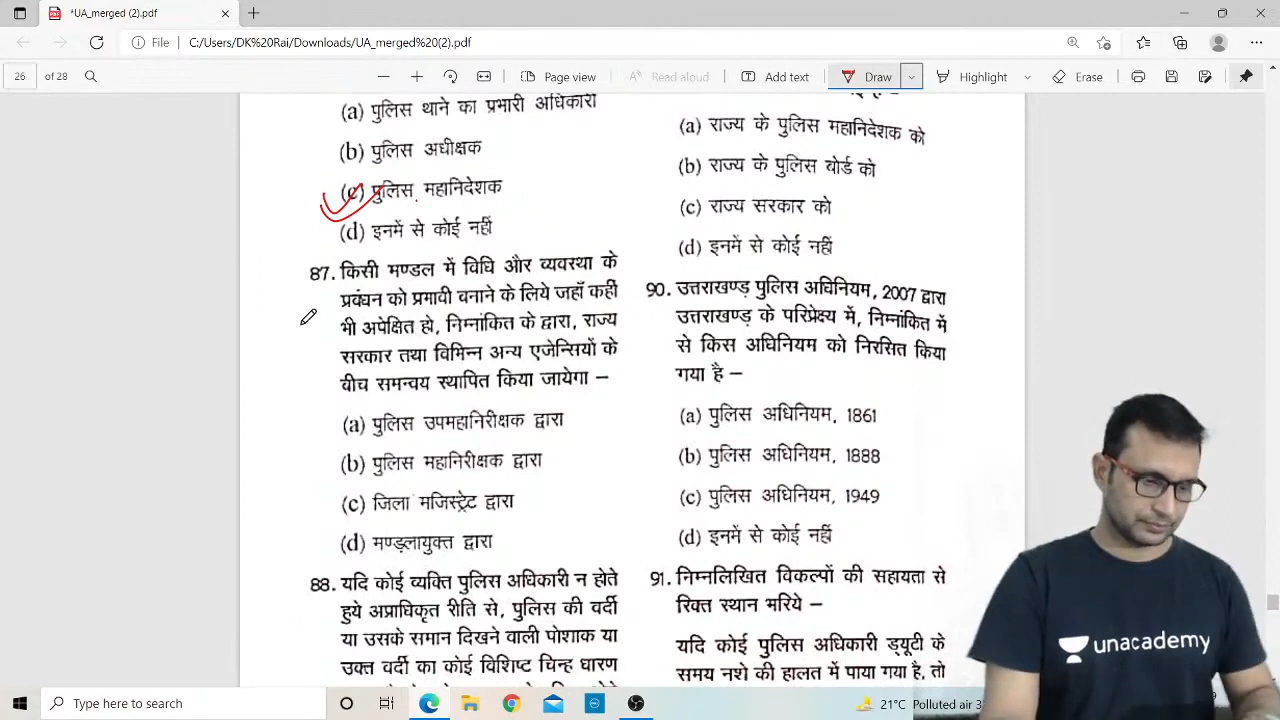 *UA_merged (2).pdf
File
C:/Users/DK%20Rai/Downloads/UA_merged%20(2).pdf
26 of 28
Page view
Read aloud
Add text
Draw
Highlight
Erase
(a) पुलिस थाने का प्रभारी अधिकारी
(b) पुलिस अधीक्षक
(c) पुलिस महानिदेशक
(d) इनमें से कोई नहीं
87. किसी मण्डल में विधि और व्यवस्था के
प्रबंधन को प्रभावी बनाने के लिये जहाँ कहीं
भी अपेक्षित हो, निम्नांकित के द्वारा, राज्य
सरकार तथा विभिन्न अन्य एजेन्सियों के
बीच समन्वय स्थापित किया जायेगा –
(a) पुलिस उपमहानिरीक्षक द्वारा
(b) पुलिस महानिरीक्षक द्वारा
(c) जिला मजिस्ट्रेट द्वारा
(d) मण्डलायुक्त द्वारा
88. यदि कोई व्यक्ति पुलिस अधिकारी न होते
हुये अप्राधिकृत रीति से, पुलिस की वर्दी
या उसके समान दिखने वाली पोशाक या
उक्त वर्दी का कोई विशिष्ट चिन्ह धारण
(a) राज्य के पुलिस महानिदेशक को
(b) राज्य के पुलिस बोर्ड को
(c) राज्य सरकार को
(d) इनमें से कोई नहीं
90. उत्तराखण्ड़ पुलिस अधिनियम, 2007 द्वारा
उत्तराखण्ड़ के परिप्रेक्ष्य में, निम्नांकित में
से किस अधिनियम को निरसित किया
गया है –
(a) पुलिस अधिनियम, 1861
(b) पुलिस अधिनियम, 1888
(c) पुलिस अधिनियम, 1949
(d) इनमें से कोई नहीं
91. निम्नलिखित विकल्पों की सहायता से
रिक्त स्थान भरिये –
यदि कोई पुलिस अधिकारी ड्यूटी के
समय नशे की हालत में पाया गया है, तो
unacademy
Type here to search
21°C Polluted air